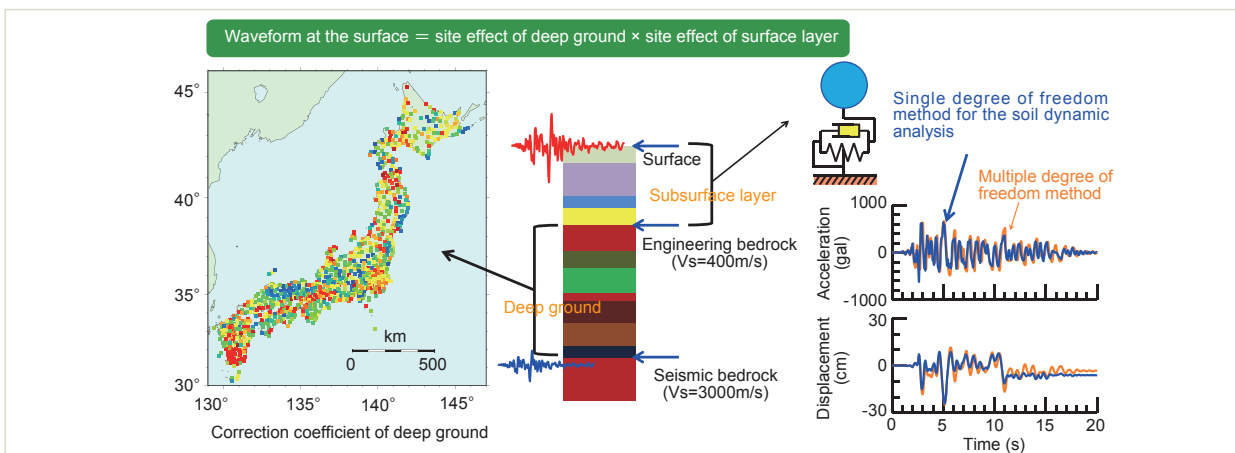 Waveform at the surface = site effect of deep ground × site effect of surface layer
45°
40°
35°
30°
130°
135°
140°
145°
km
0
500
Correction coefficient of deep ground
Surface
Subsurface layer
Engineering bedrock
(Vs=400m/s)
Deep ground
Seismic bedrock
(Vs=3000m/s)
Single degree of freedom
method for the soil dynamic
analysis
Multiple degree of
freedom method
Acceleration
(gal)
1000
0
-1000
Displacement
(cm)
30
0
-30
0
5
10
15
20
Time (s)